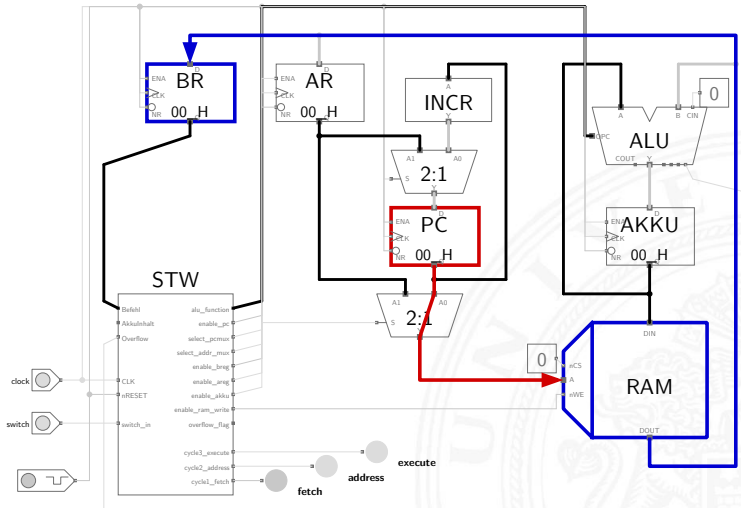 BR
D
ENA
CLK
NR
00_H
AR
D
ENA
CLK
NR
00_H
A
INCR
Y
A1
A0
2:1
S
Y
D
PC
ENA
CLK
NR
00_H
A1
A0
2:1
S
Y
0
A
B
CIN
OPC
ALU
COUT
Y
D
AKKU
ENA
CLK
NR
00_H
STW
Befehl
AkkuInhalt
Overflow
CLK
nRESET
switch_in
alu_function
enable_pc
select_pcmux
select_addr_mux
enable_breg
enable_areg
enable_akku
enable_ram_write
overflow_flag
cycle3_execute
cycle2_address
cycle1_fetch
clock
switch
execute
address
fetch
0
DIN
nCS
A
nWE
RAM
DOUT